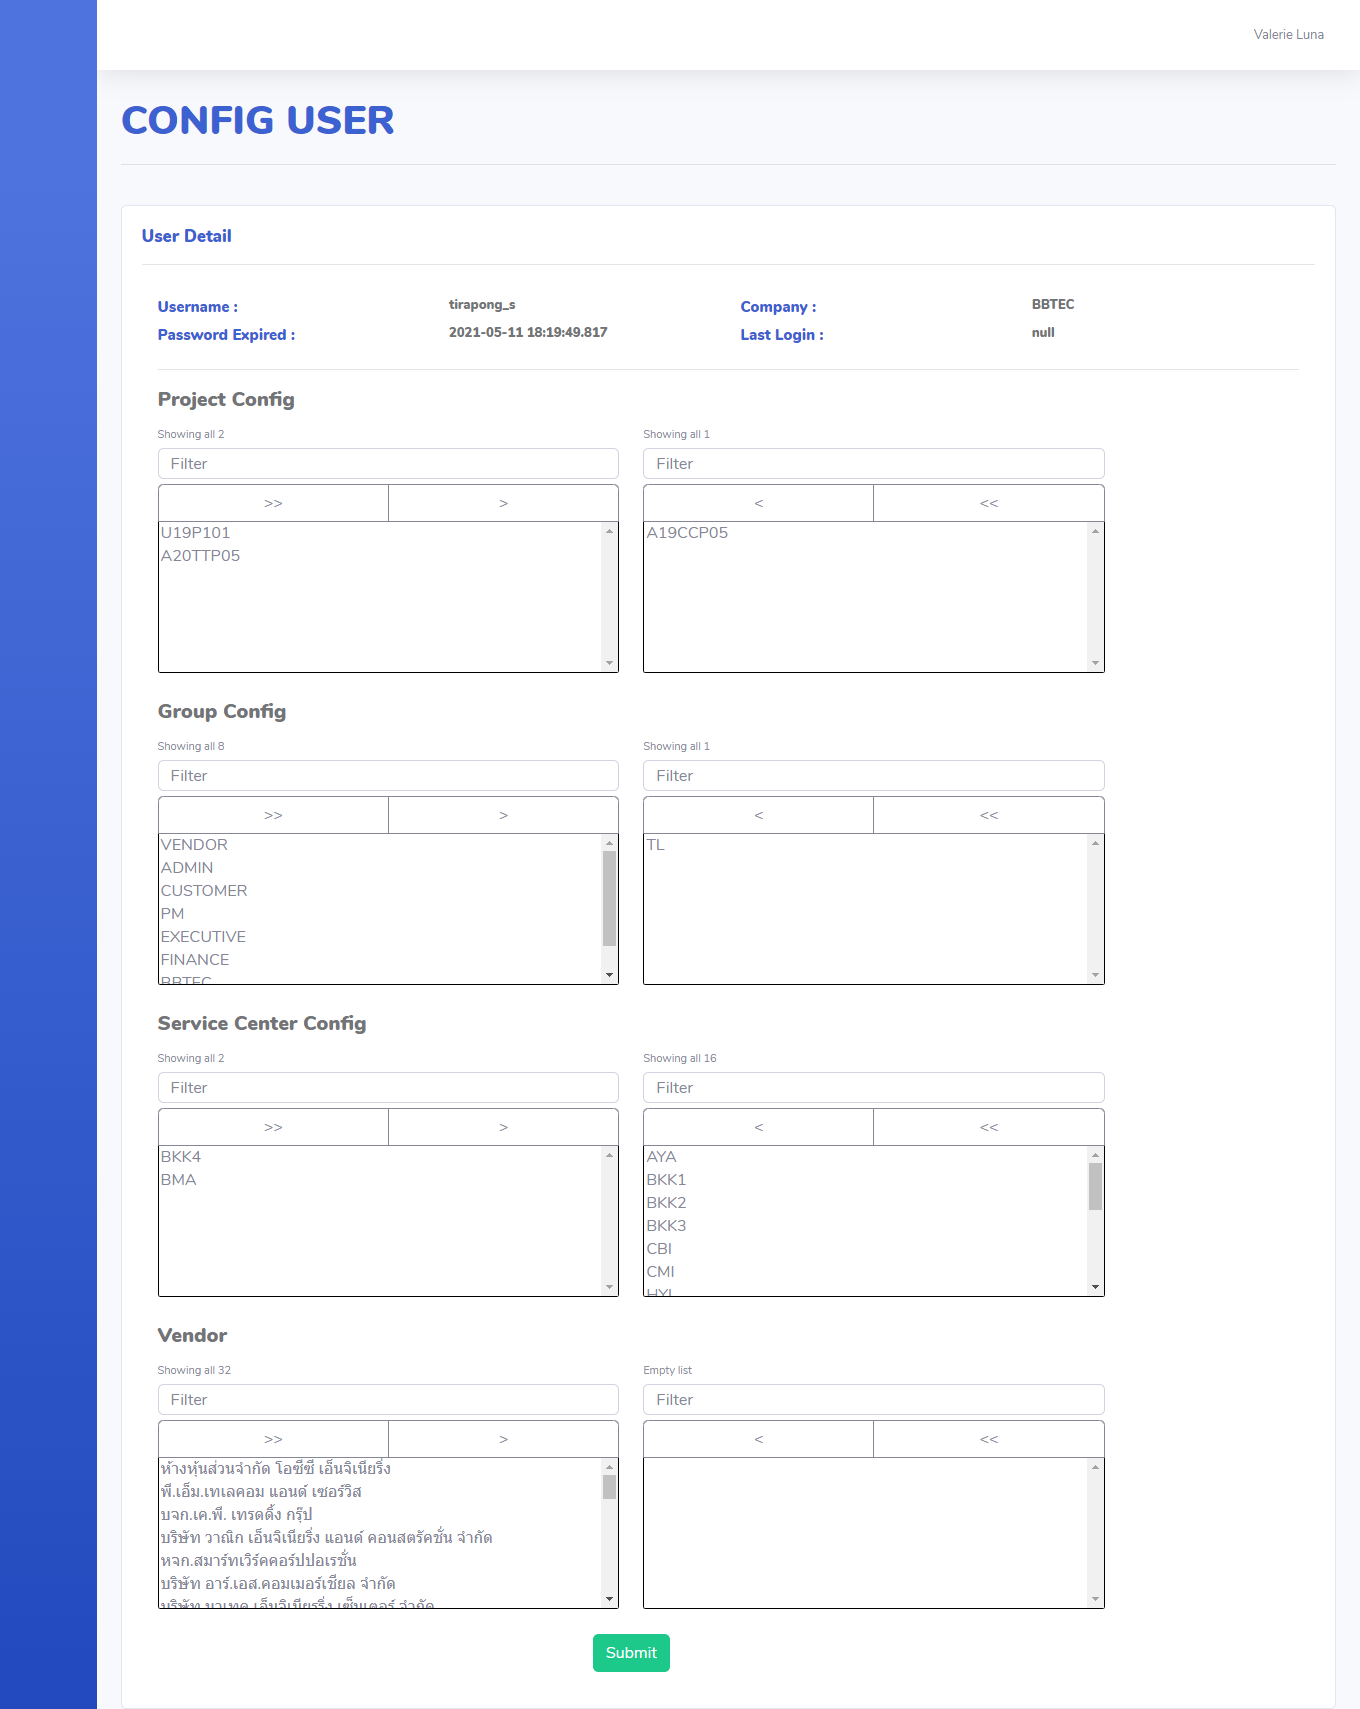 Valerie Luna
CONFIG USER
User Detail
Username : tirapong_s Company : BBTEC
Password Expired : 2021-05-11 18:19:49.817 Last Login : null
Project Config
Showing all 2 Showing all 1
Filter Filter
>> > < <<
U19P101 A19CCP05
A20TTP05
Group Config
Showing all 8 Showing all 1
Filter Filter
>> > < <<
VENDOR TL
ADMIN
CUSTOMER
PM
EXECUTIVE
FINANCE
BBTEC
Service Center Config
Showing all 2 Showing all 16
Filter Filter
>> > < <<
BKK4 AYA
BMA BKK1
BKK2
BKK3
CBI
CMI
Vendor
Showing all 32 Empty list
Filter Filter
>> > < <<
ห้างหุ้นส่วนจำกัด โอซีซี เอ็นจิเนียริ่ง
พี.เอ็ม.เทเลคอม แอนด์ เซอร์วิส
บจก.เค.พี. เทรดดิ้ง กรุ๊ป
บริษัท วาณิก เอ็นจิเนียริ่ง แอนด์ คอนสตรัคชั่น จำกัด
หจก.สมาร์ทเวิร์คคอร์ปปอเรชั่น
บริษัท อาร์.เอส.คอมเมอร์เชียล จำกัด
Submit